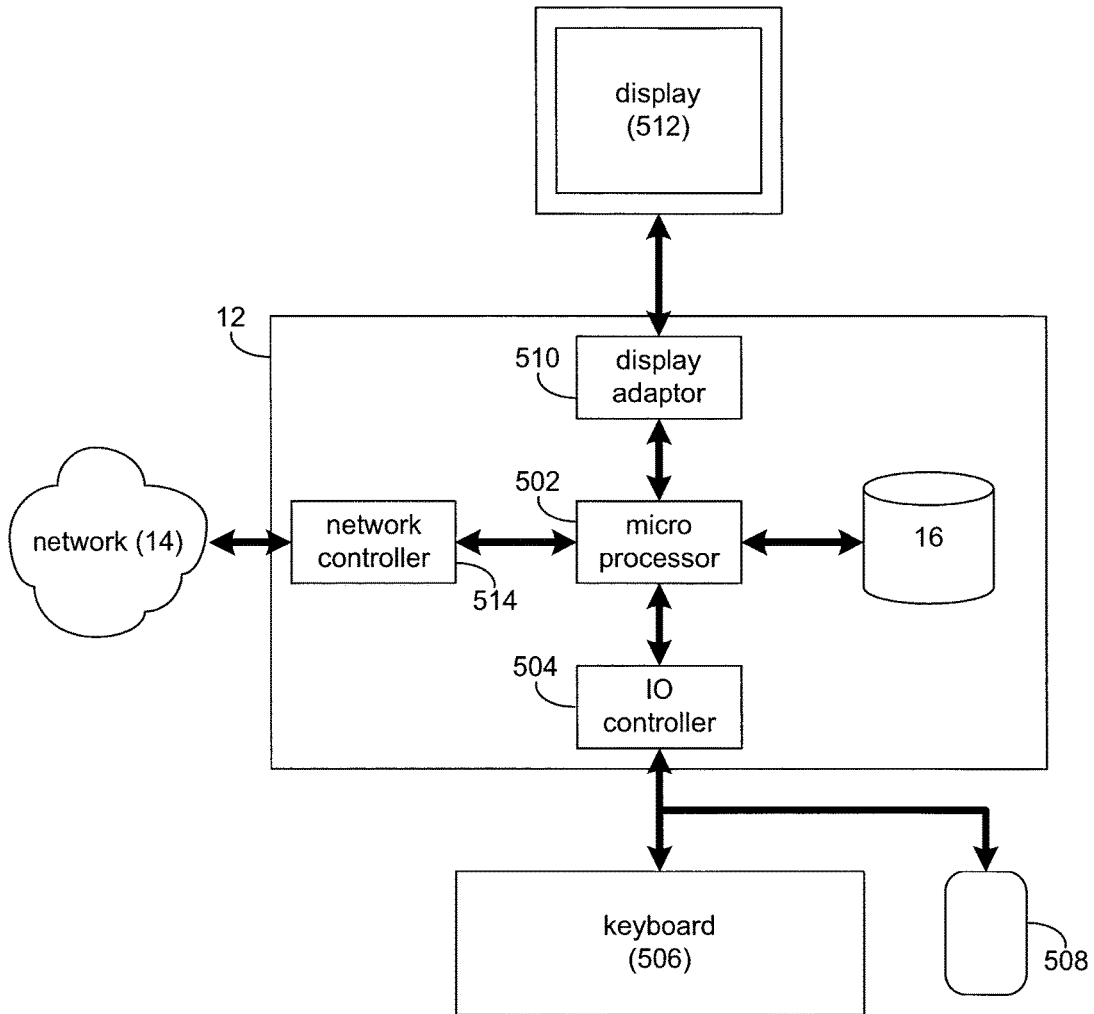 display
(512)
12
510
display
adaptor
502
network (14)
network
controller
micro
processor
16
514
504
IO
controller
keyboard
(506)
508